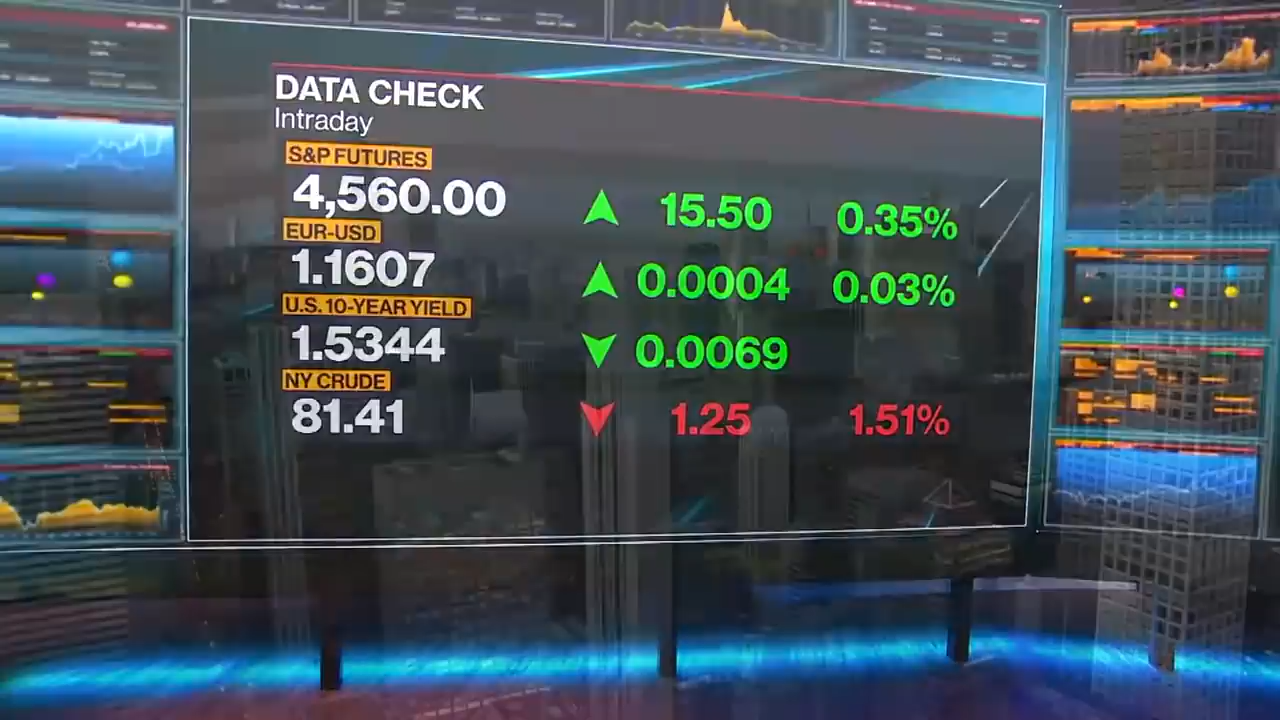 DATA CHECK
Intraday
S&P FUTURES
4,560.00 15.50 0.35%
EUR-USD
1.1607 0.0004 0.03%
U.S. 10-YEAR YIELD
1.5344 0.0069
NY CRUDE
81.41 1.25 1.51%